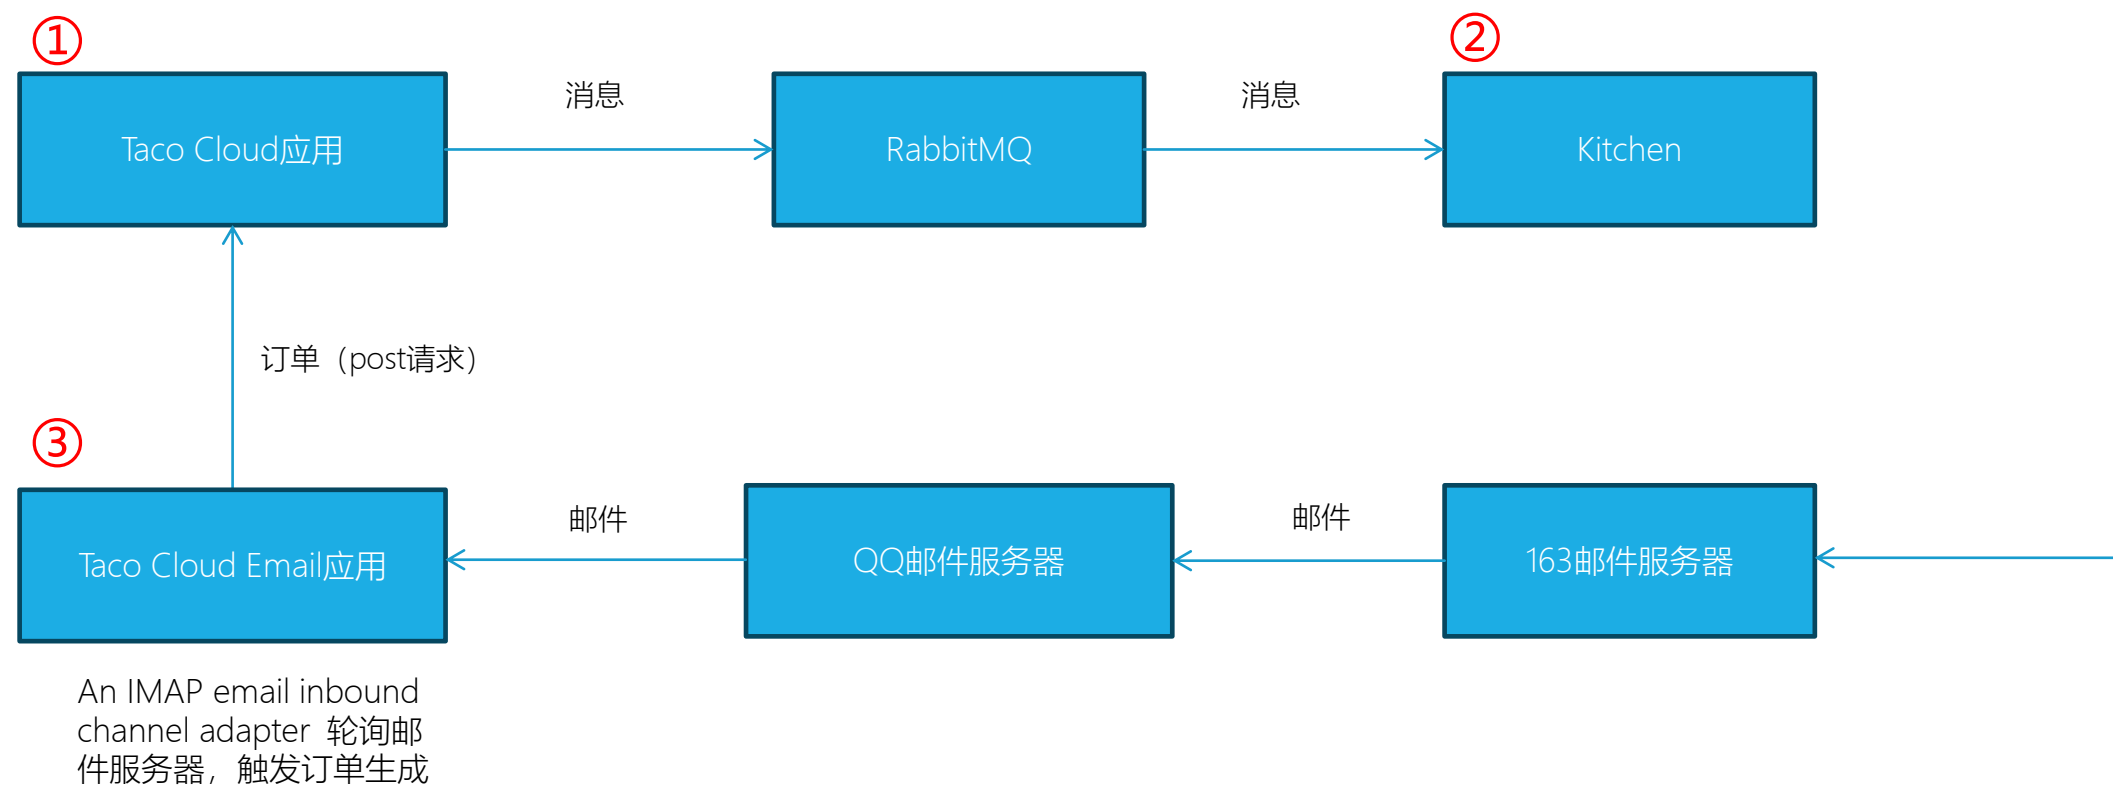 ①
②
Taco Cloud应用
消息
RabbitMQ
消息
Kitchen
订单（post请求）
③
Taco Cloud Email应用
邮件
QQ邮件服务器
邮件
163邮件服务器
An IMAP email inbound
channel adapter 轮询邮
件服务器，触发订单生成